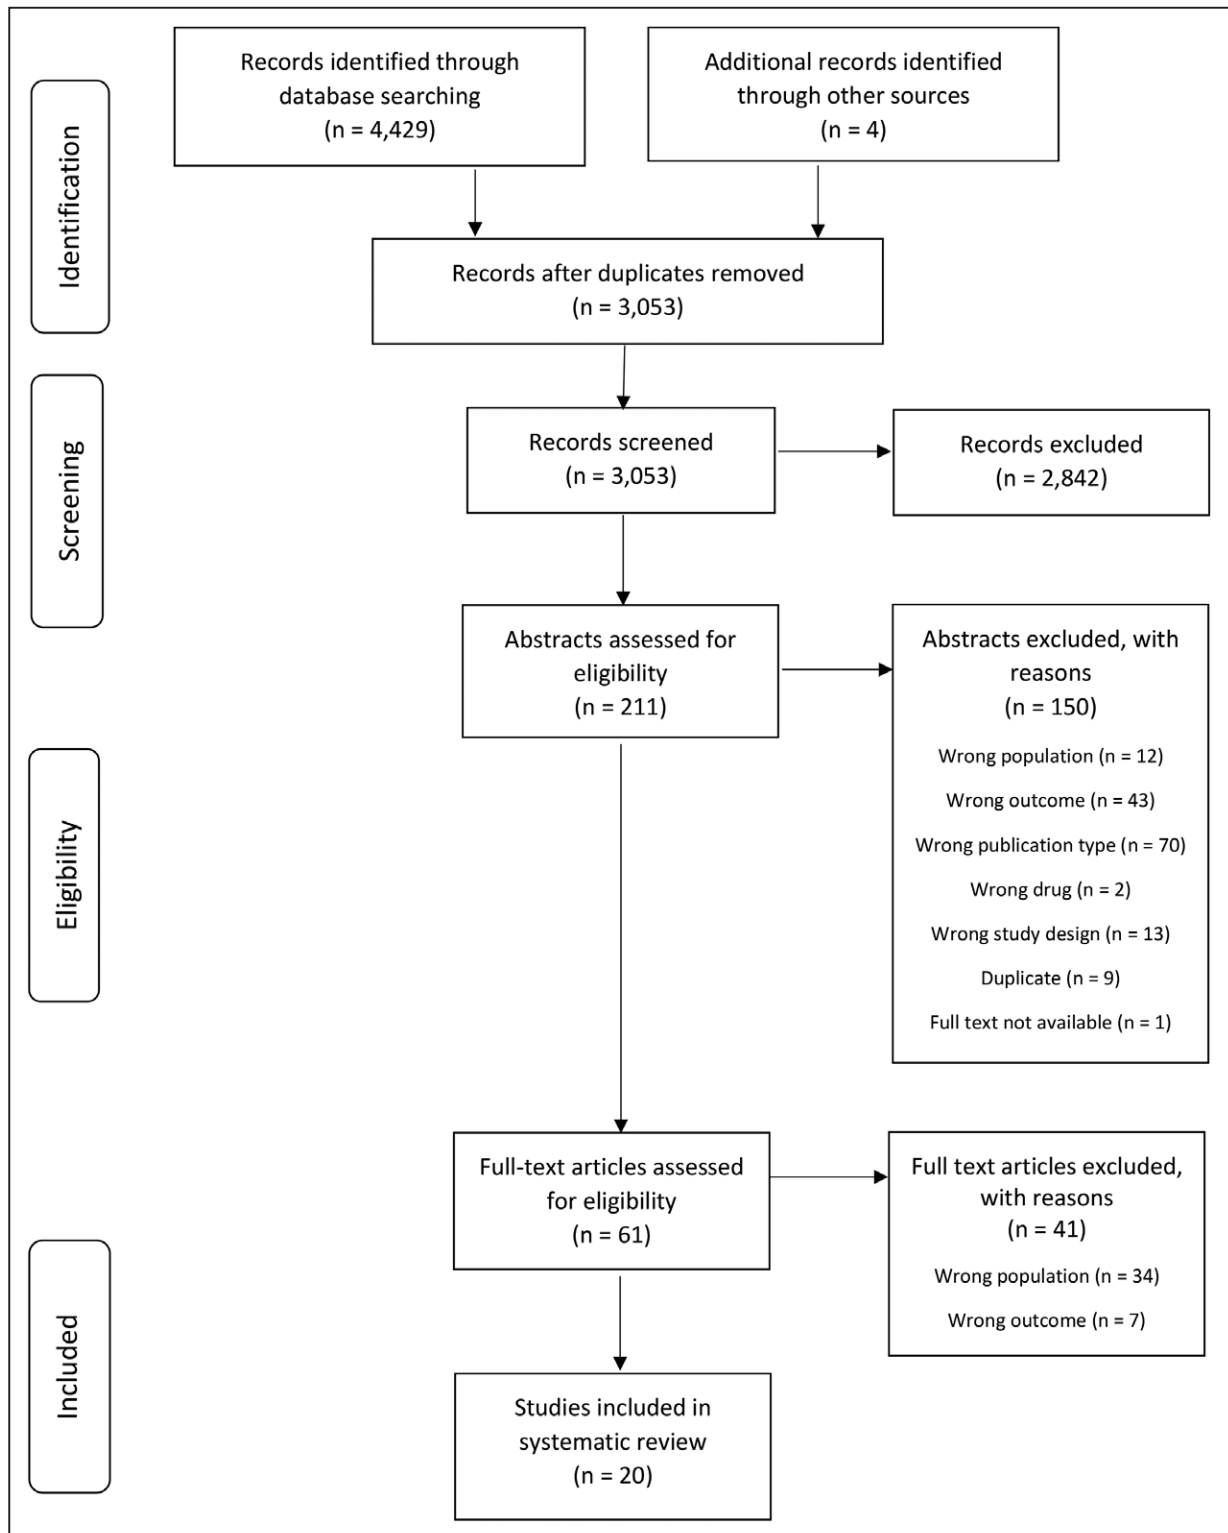 Identification
Records identified through
database searching
(n = 4,429)
Additional records identified
through other sources
(n = 4)
Records after duplicates removed
(n = 3,053)
Screening
Records screened
(n = 3,053)
Records excluded
(n = 2,842)
Abstracts assessed for
eligibility
(n = 211)
Abstracts excluded, with
reasons
(n = 150)
Wrong population (n = 12)
Wrong outcome (n = 43)
Wrong publication type (n = 70)
Wrong drug (n = 2)
Wrong study design (n = 13)
Duplicate (n = 9)
Full text not available (n = 1)
Eligibility
Full-text articles assessed
for eligibility
(n = 61)
Full text articles excluded,
with reasons
(n = 41)
Wrong population (n = 34)
Wrong outcome (n = 7)
Included
Studies included in
systematic review
(n = 20)